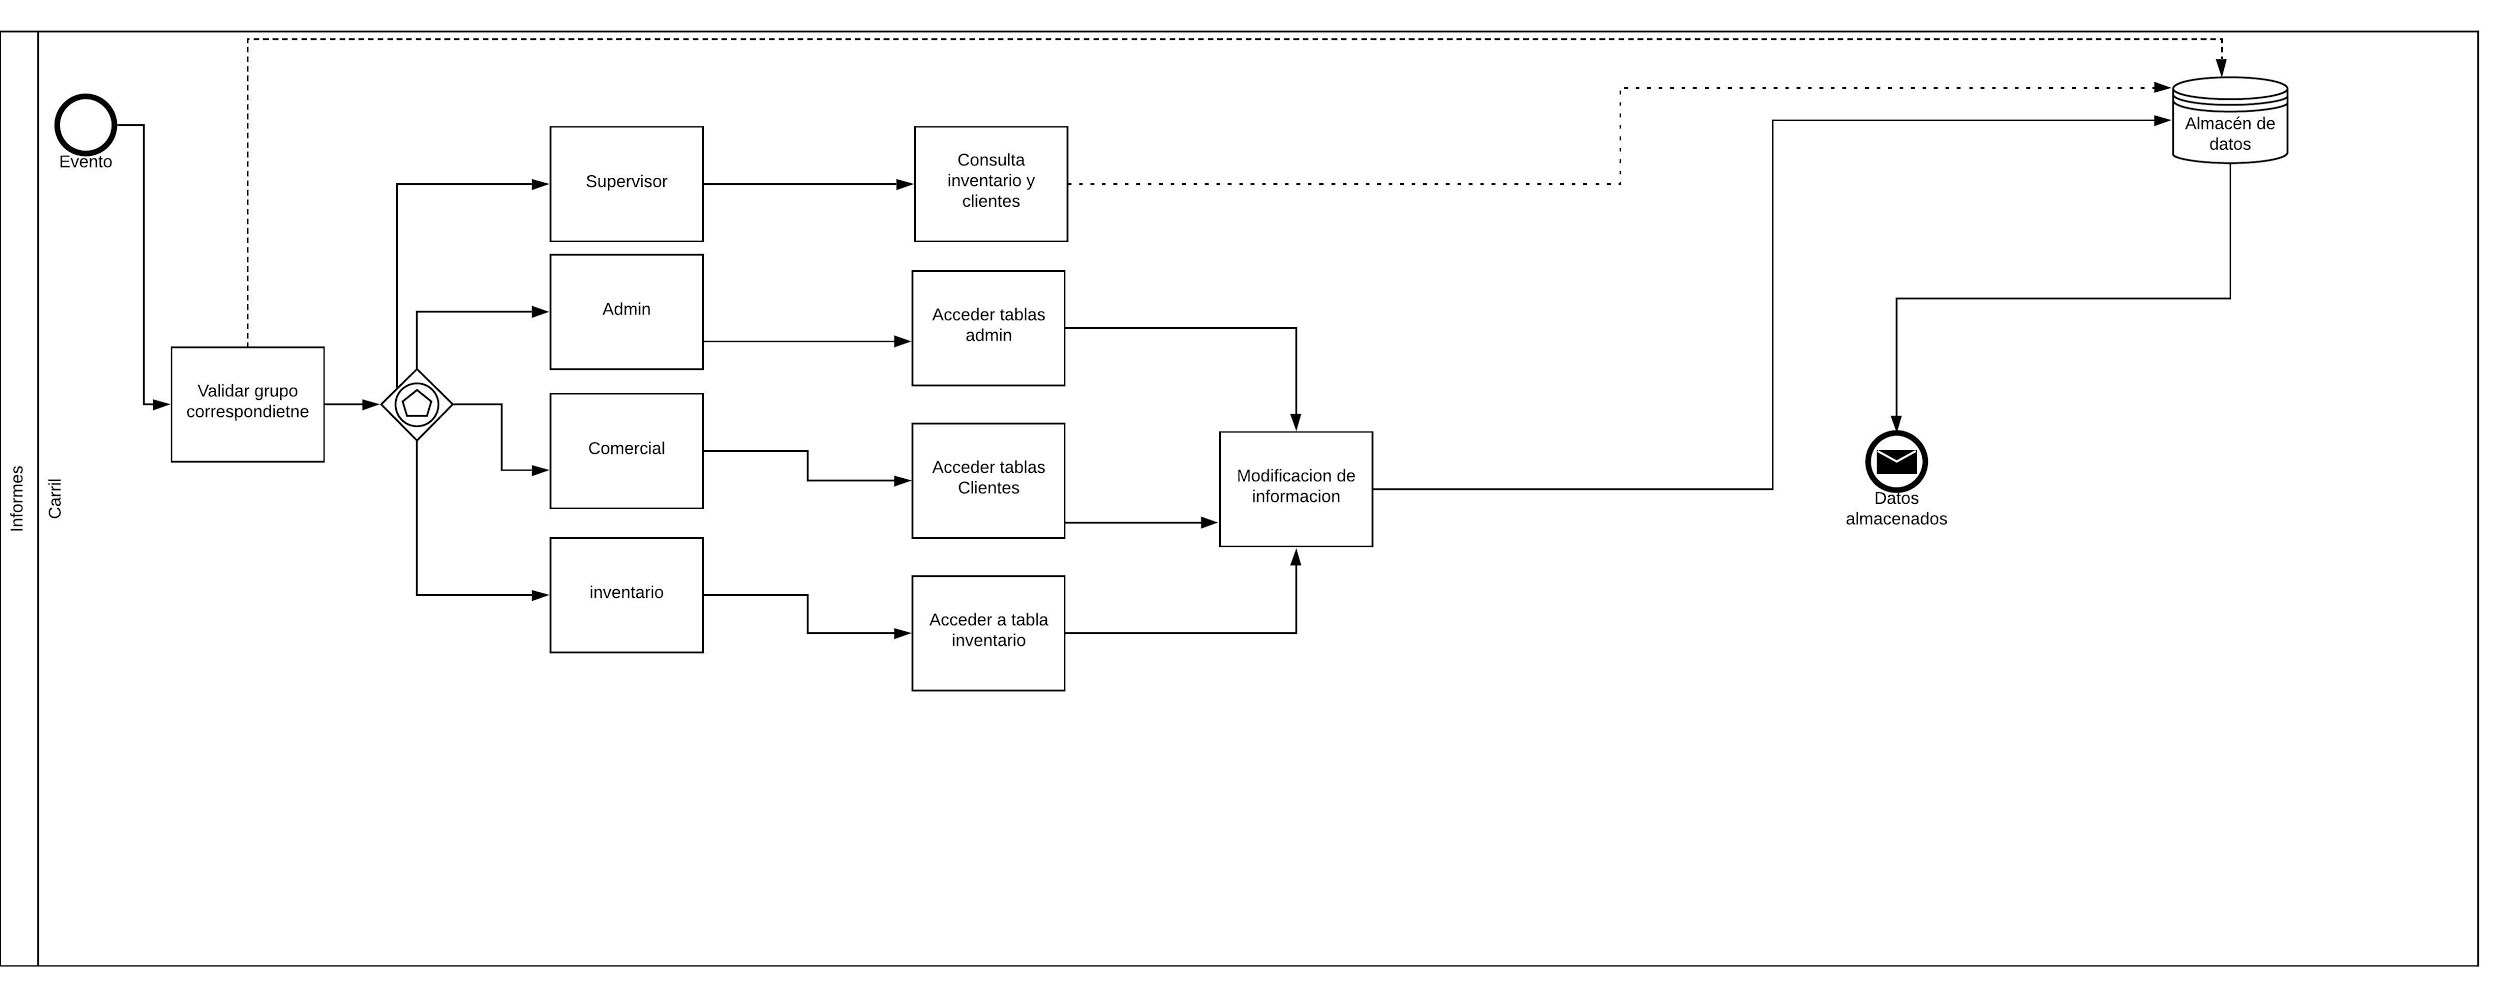 Informes
Carril
Evento
Validar grupo
correspondietne
Supervisor
Admin
Comercial
inventario
Consulta
inventario y
clientes
Acceder tablas
admin
Acceder tablas
Clientes
Acceder a tabla
inventario
Modificacion de
informacion
Almacén de
datos
Datos
almacenados